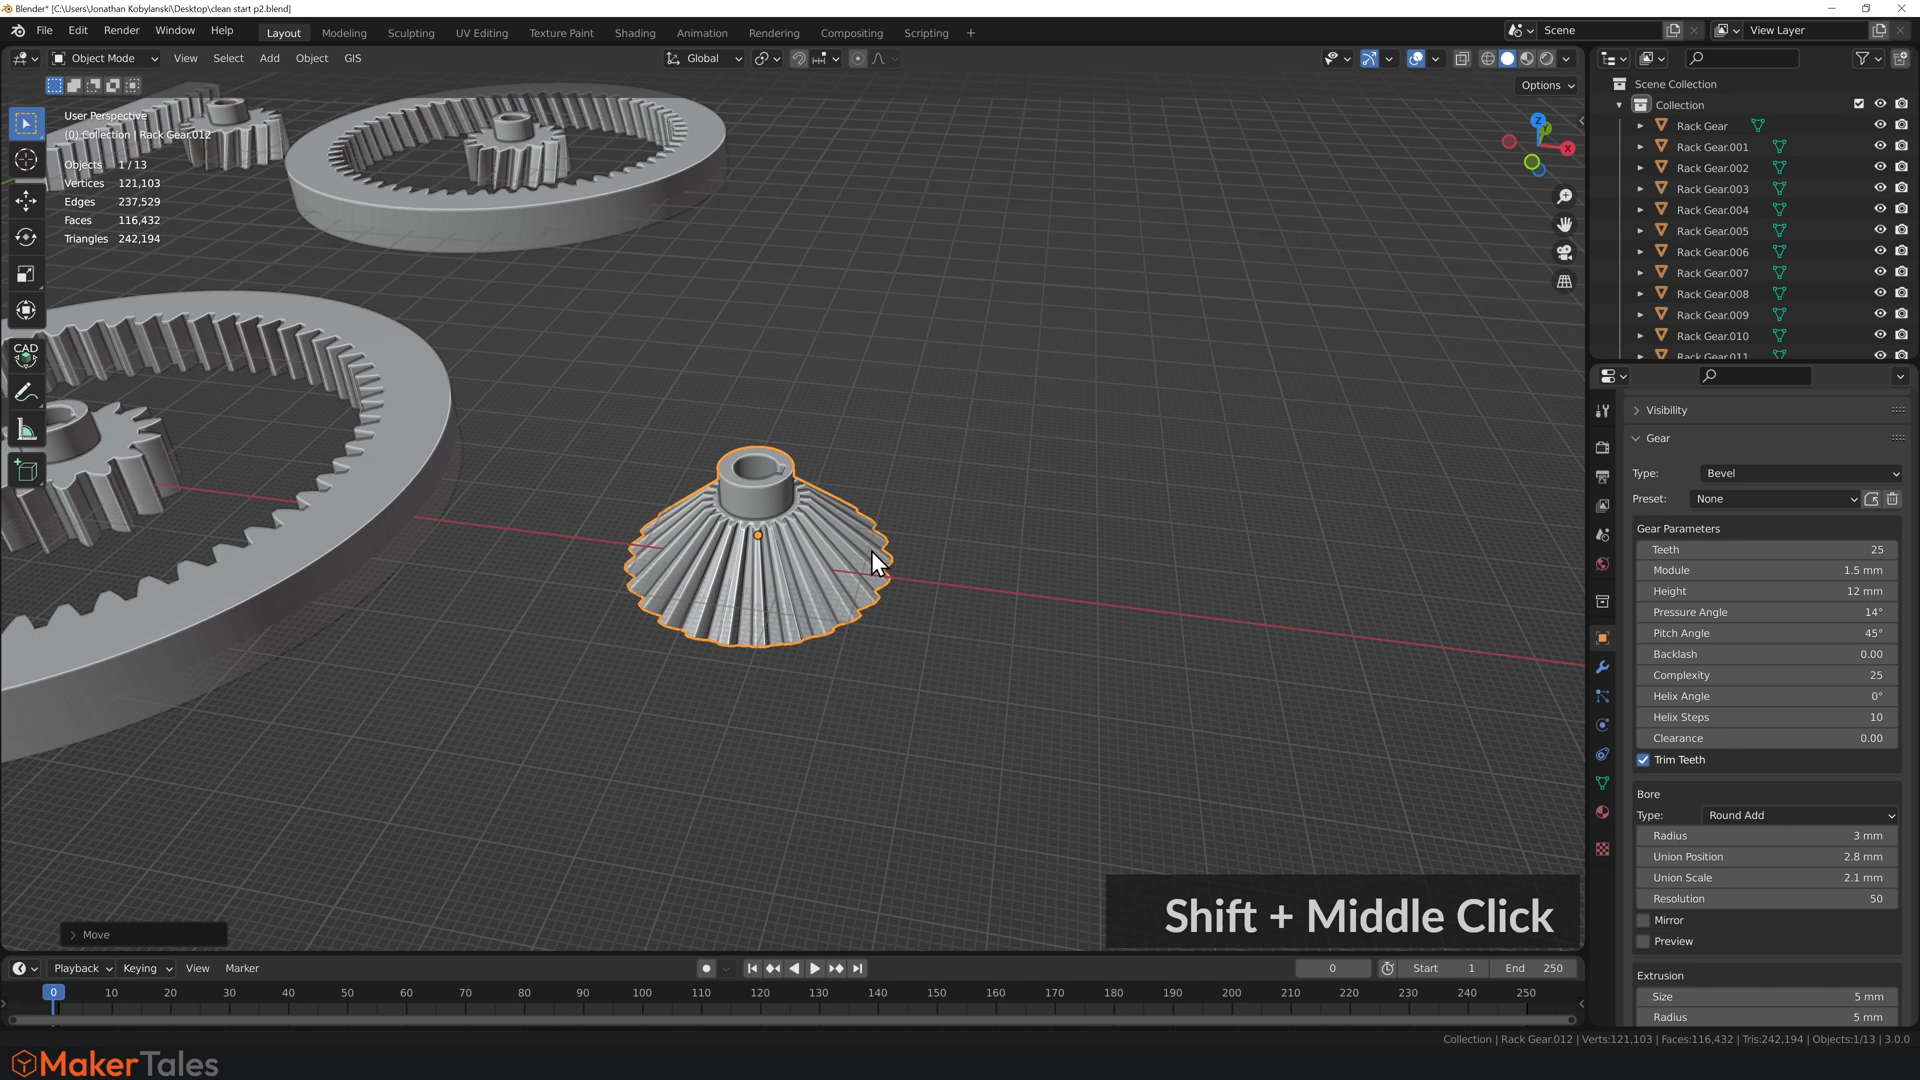 Blender* [C:\Users\Jonathan Kobylanski\Desktop\clean start p2.blend]
File Edit Render Window Help
Layout Modeling Sculpting UV Editing Texture Paint Shading Animation Rendering Compositing Scripting +
Scene
View Layer
Object Mode View Select Add Object GIS
Global
Options
User Perspective
(0) Collection | Rack Gear.012
Objects 1 / 13
Vertices 121,103
Edges 237,529
Faces 116,432
Triangles 242,194
CAD
Z
Y
X
Scene Collection
Collection
Rack Gear
Rack Gear.001
Rack Gear.002
Rack Gear.003
Rack Gear.004
Rack Gear.005
Rack Gear.006
Rack Gear.007
Rack Gear.008
Rack Gear.009
Rack Gear.010
Rack Gear.011
Visibility
Gear
Type: Bevel
Preset: None
Gear Parameters
Teeth 25
Module 1.5 mm
Height 12 mm
Pressure Angle 14°
Pitch Angle 45°
Backlash 0.00
Complexity 25
Helix Angle 0°
Helix Steps 10
Clearance 0.00
Trim Teeth
Bore
Type: Round Add
Radius 3 mm
Union Position 2.8 mm
Union Scale 2.1 mm
Resolution 50
Mirror
Preview
Extrusion
Size 5 mm
Radius 5 mm
Shift + Middle Click
Move
Playback Keying View Marker
0 Start 1 End 250
0 10 20 30 40 50 60 70 80 90 100 110 120 130 140 150 160 170 180 190 200 210 220 230 240 250
Collection | Rack Gear.012 | Verts:121,103 | Faces:116,432 | Tris:242,194 | Objects:1/13 | 3.0.0
MakerTales